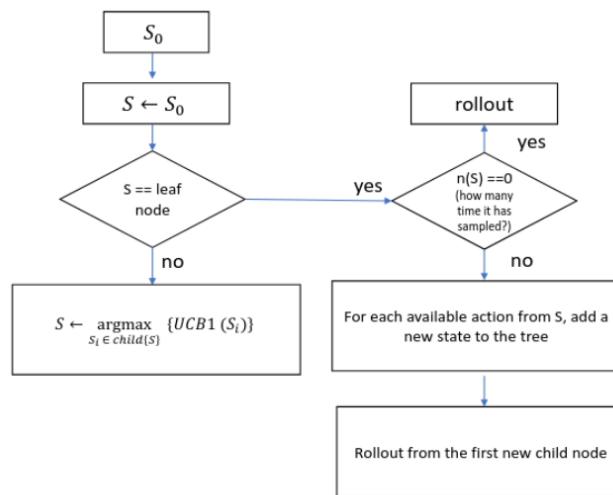 S₀
S ← S₀
S == leaf
node
no
S ← argmax {UCB1 (Sᵢ)}
Sᵢ ∈ child{S}
yes
rollout
yes
n(S) ==0
(how many
time it has
sampled?)
no
For each available action from S, add a
new state to the tree
Rollout from the first new child node